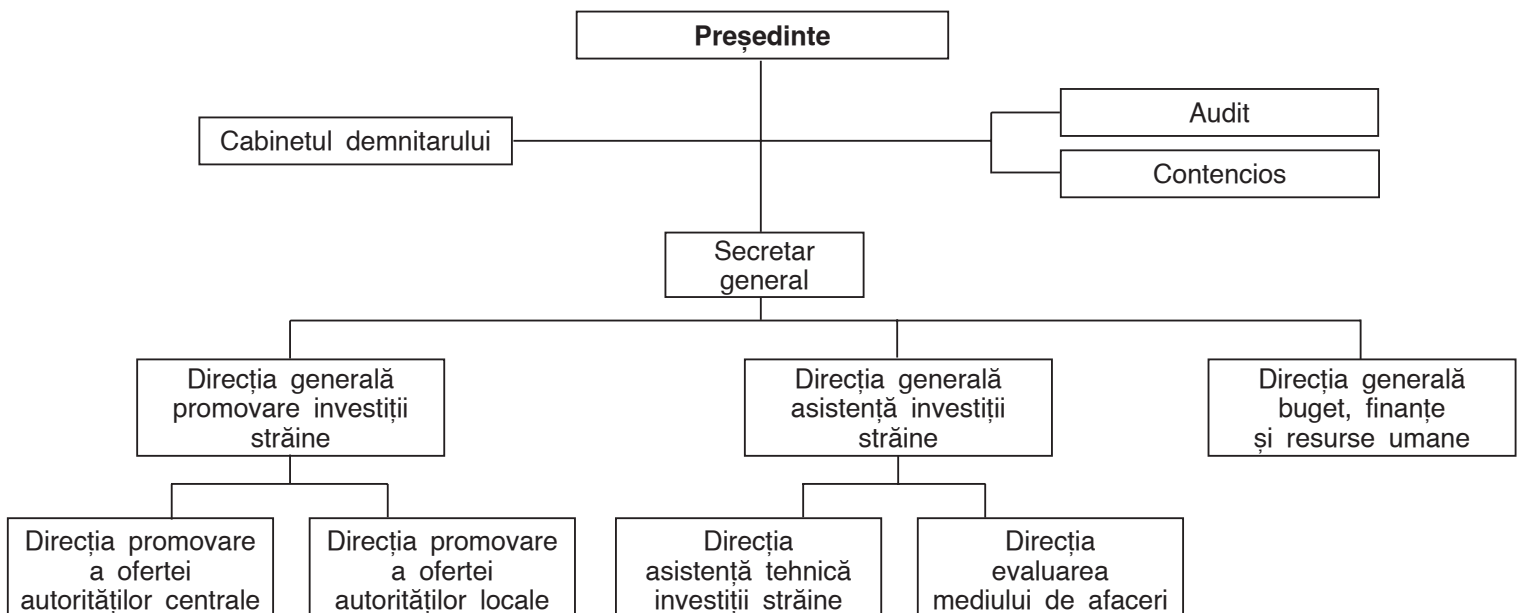 Președinte
Cabinetul demnitarului
Audit
Contencios
Secretar
general
Direcția generală
promovare investiții
străine
Direcția generală
asistență investiții
străine
Direcția generală
buget, finanțe
și resurse umane
Direcția promovare
a ofertei
autorităților centrale
Direcția promovare
a ofertei
autorităților locale
Direcția
asistență tehnică
investiții străine
Direcția
evaluarea
mediului de afaceri